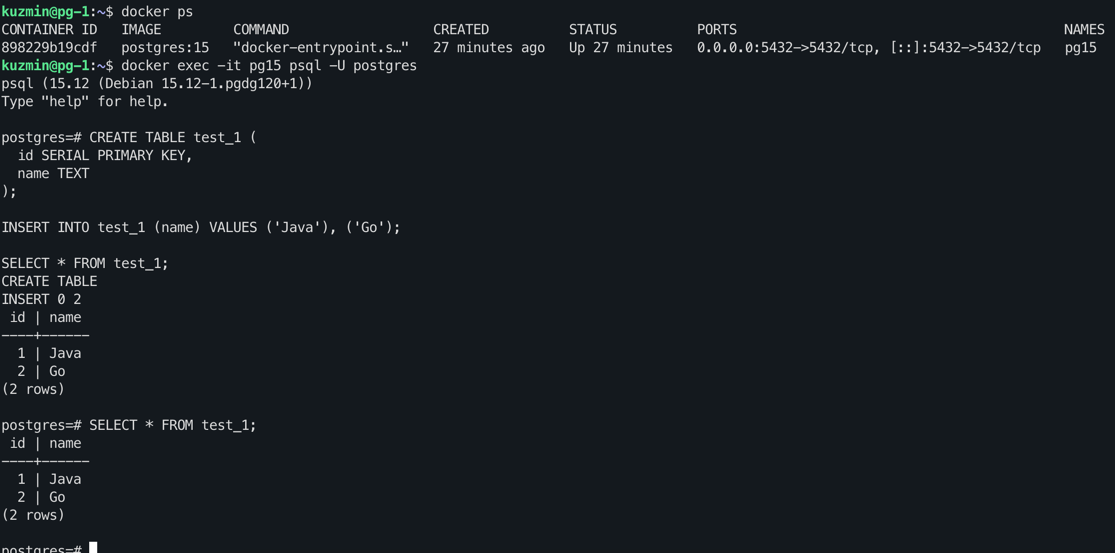 kuzmin@pg-1:~$ docker ps
CONTAINER ID   IMAGE         COMMAND                  CREATED          STATUS          PORTS                                         NAMES
898229b19cdf   postgres:15   "docker-entrypoint.s…"   27 minutes ago   Up 27 minutes   0.0.0.0:5432->5432/tcp, [::]:5432->5432/tcp   pg15
kuzmin@pg-1:~$ docker exec -it pg15 psql -U postgres
psql (15.12 (Debian 15.12-1.pgdg120+1))
Type "help" for help.

postgres=# CREATE TABLE test_1 (
  id SERIAL PRIMARY KEY,
  name TEXT
);

INSERT INTO test_1 (name) VALUES ('Java'), ('Go');

SELECT * FROM test_1;
CREATE TABLE
INSERT 0 2
 id | name
----+------
  1 | Java
  2 | Go
(2 rows)

postgres=# SELECT * FROM test_1;
 id | name
----+------
  1 | Java
  2 | Go
(2 rows)

postgres=#